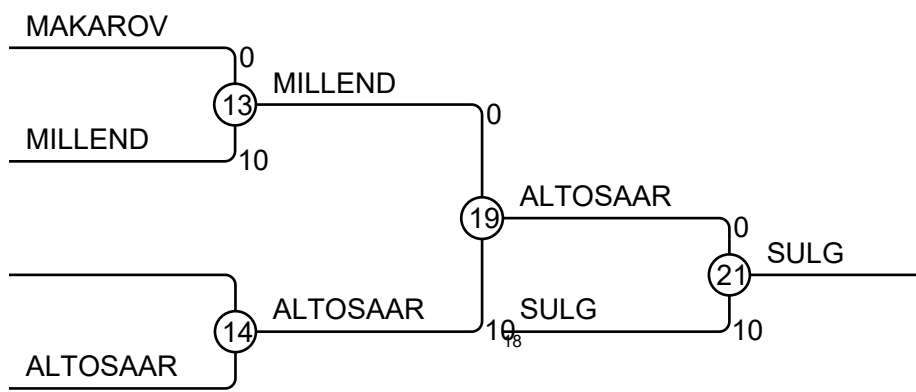 MAKAROV
0
13
MILLEND
MILLEND
10
0
19
ALTOSAAR
0
21
SULG
14
ALTOSAAR
10
18
SULG
10
ALTOSAAR